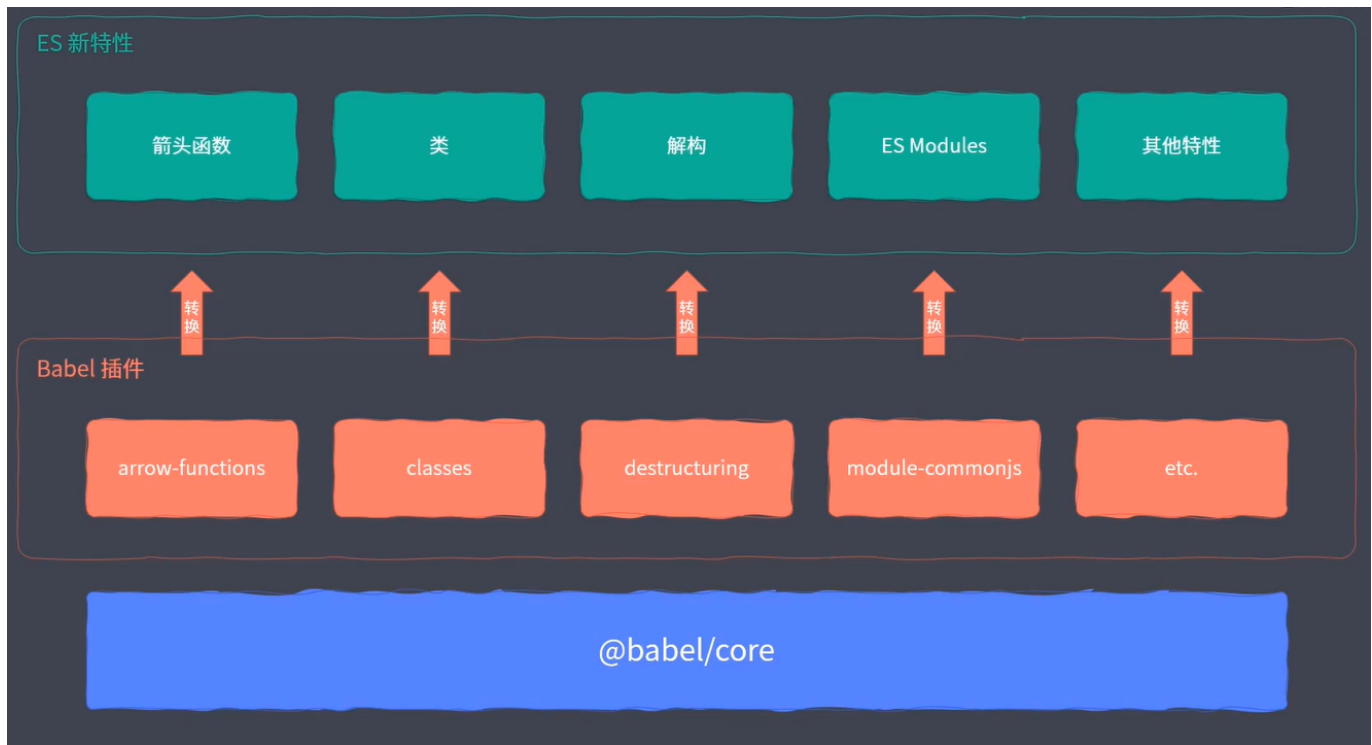 ES 新特性
箭头函数
类
解构
ES Modules
其他特性
转换
转换
转换
转换
转换
Babel 插件
arrow-functions
classes
destructuring
module-commonjs
etc.
@babel/core